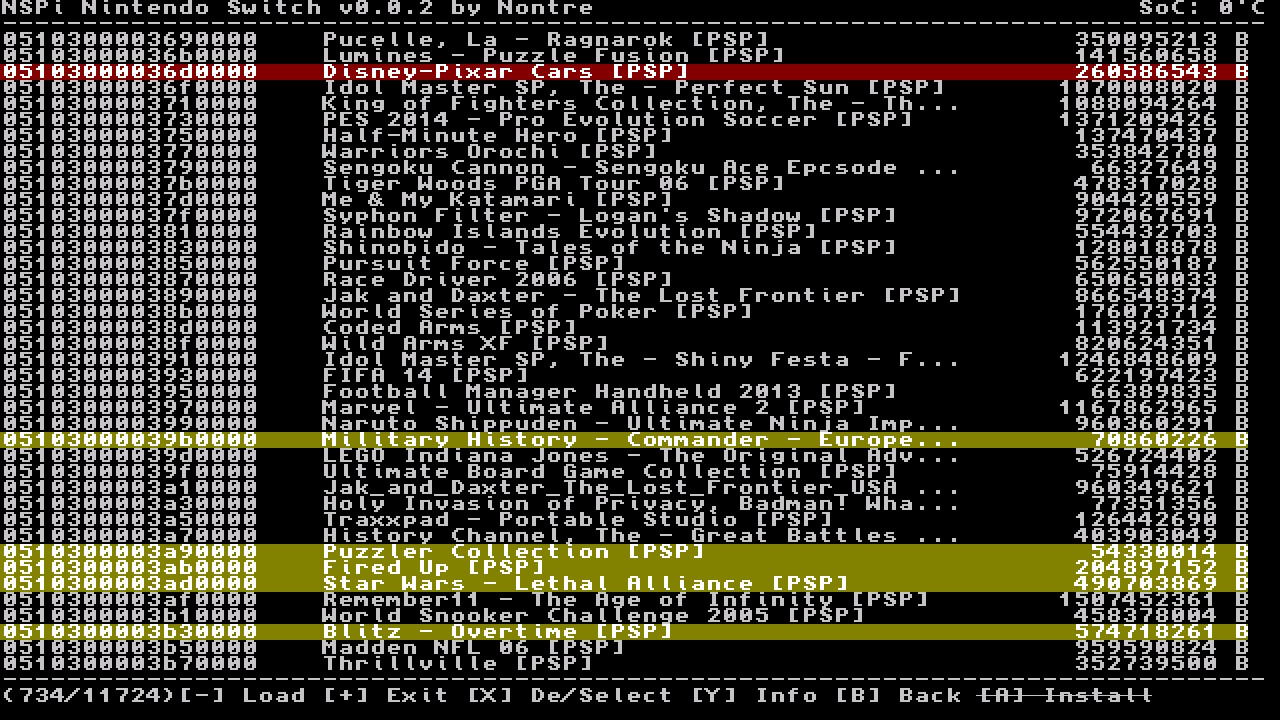 NSPi Nintendo Switch v0.0.2 by Nontre SoC: 0'C
0510300003690000 Pucelle, La - Ragnarok [PSP] 350095213 B
05103000036b0000 Lumines - Puzzle Fusion [PSP] 141560658 B
05103000036d0000 Disney-Pixar Cars [PSP] 260586543 B
05103000036f0000 Idol Master SP, The - Perfect Sun [PSP] 1070008020 B
0510300003710000 King of Fighters Collection, The - Th... 1088094264 B
0510300003730000 PES 2014 - Pro Evolution Soccer [PSP] 1371209426 B
0510300003750000 Half-Minute Hero [PSP] 137470437 B
0510300003770000 Warriors Orochi [PSP] 353842780 B
0510300003790000 Sengoku Cannon - Sengoku Ace Epcsode ... 66327649 B
05103000037b0000 Tiger Woods PGA Tour 06 [PSP] 478317028 B
05103000037d0000 Me & My Katamari [PSP] 904420559 B
05103000037f0000 Syphon Filter - Logan's Shadow [PSP] 972067691 B
0510300003810000 Rainbow Islands Evolution [PSP] 554432703 B
0510300003830000 Shinobido - Tales of the Ninja [PSP] 128018878 B
0510300003850000 Pursuit Force [PSP] 562550187 B
0510300003870000 Race Driver 2006 [PSP] 650650033 B
0510300003890000 Jak and Daxter - The Lost Frontier [PSP] 866548374 B
05103000038b0000 World Series of Poker [PSP] 176073712 B
05103000038d0000 Coded Arms [PSP] 113921734 B
05103000038f0000 Wild Arms XF [PSP] 820624351 B
0510300003910000 Idol Master SP, The - Shiny Festa - F... 1246848609 B
0510300003930000 FIFA 14 [PSP] 622197423 B
0510300003950000 Football Manager Handheld 2013 [PSP] 66389835 B
0510300003970000 Marvel - Ultimate Alliance 2 [PSP] 1167862965 B
0510300003990000 Naruto Shippuden - Ultimate Ninja Imp... 960360291 B
05103000039b0000 Military History - Commander - Europe... 70860226 B
05103000039d0000 LEGO Indiana Jones - The Original Adv... 526724402 B
05103000039f0000 Ultimate Board Game Collection [PSP] 75914428 B
0510300003a10000 Jak_and_Daxter_The_Lost_Frontier_USA_... 960349621 B
0510300003a30000 Holy Invasion of Privacy, Badman! Wha... 77351356 B
0510300003a50000 Traxxpad - Portable Studio [PSP] 126442690 B
0510300003a70000 History Channel, The - Great Battles ... 403903049 B
0510300003a90000 Puzzler Collection [PSP] 54330014 B
0510300003ab0000 Fired Up [PSP] 204897152 B
0510300003ad0000 Star Wars - Lethal Alliance [PSP] 490703869 B
0510300003af0000 Remember11 - The Age of Infinity [PSP] 1507452361 B
0510300003b10000 World Snooker Challenge 2005 [PSP] 458378004 B
0510300003b30000 Blitz - Overtime [PSP] 574718261 B
0510300003b50000 Madden NFL 06 [PSP] 959590824 B
0510300003b70000 Thrillville [PSP] 352739500 B
(734/11724)[-] Load [+] Exit [X] De/Select [Y] Info [B] Back [A] Install